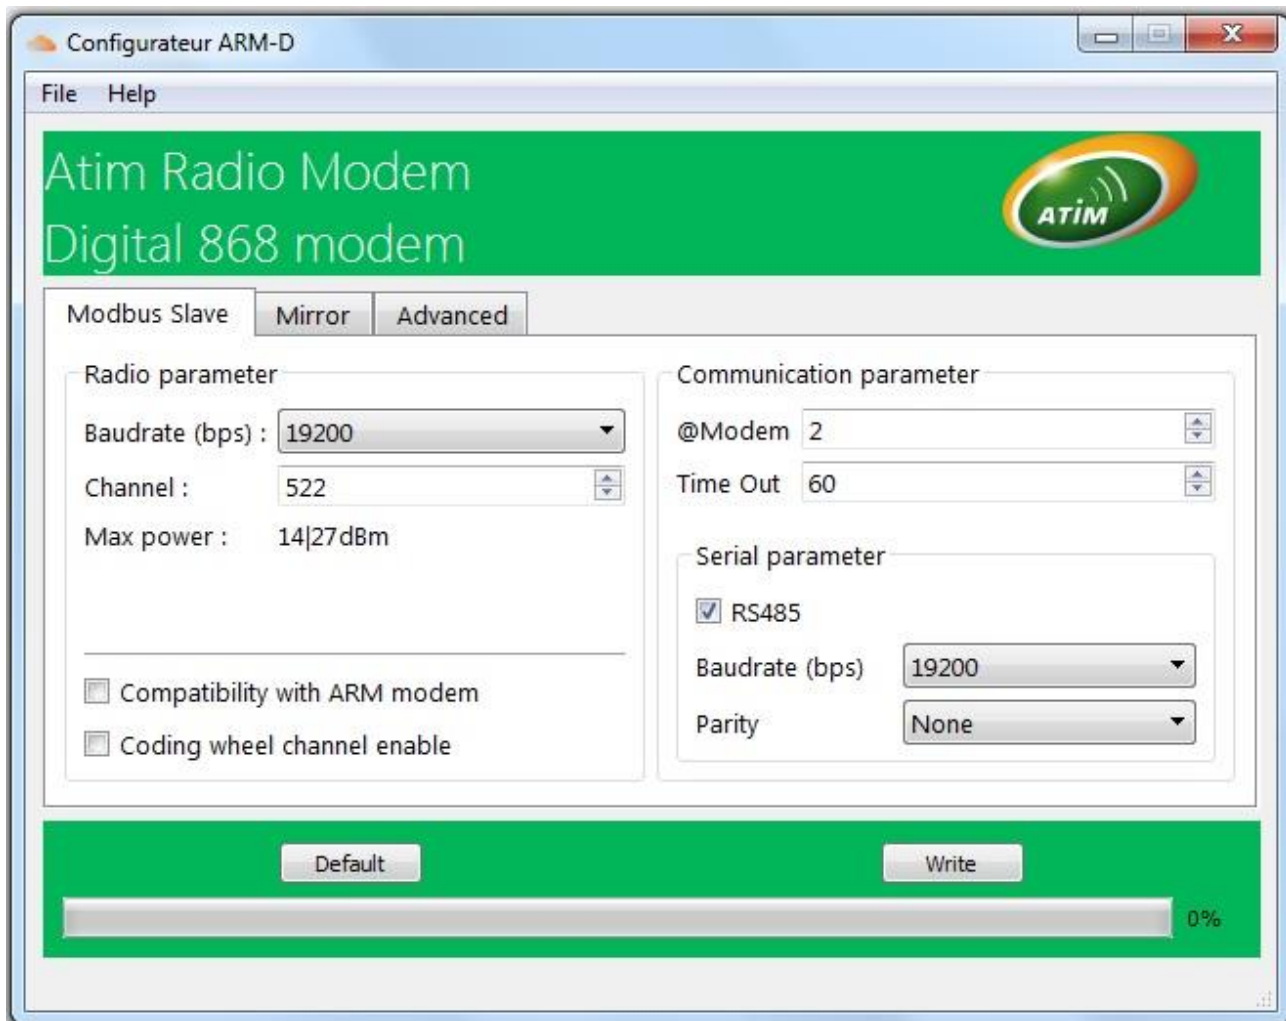 Configurateur ARM-D
File Help
Atim Radio Modem
Digital 868 modem
ATiM
Modbus Slave Mirror Advanced
Radio parameter
Baudrate (bps) : 19200
Channel : 522
Max power : 14|27dBm
Compatibility with ARM modem
Coding wheel channel enable
Communication parameter
@Modem 2
Time Out 60
Serial parameter
RS485
Baudrate (bps) 19200
Parity None
Default Write
0%